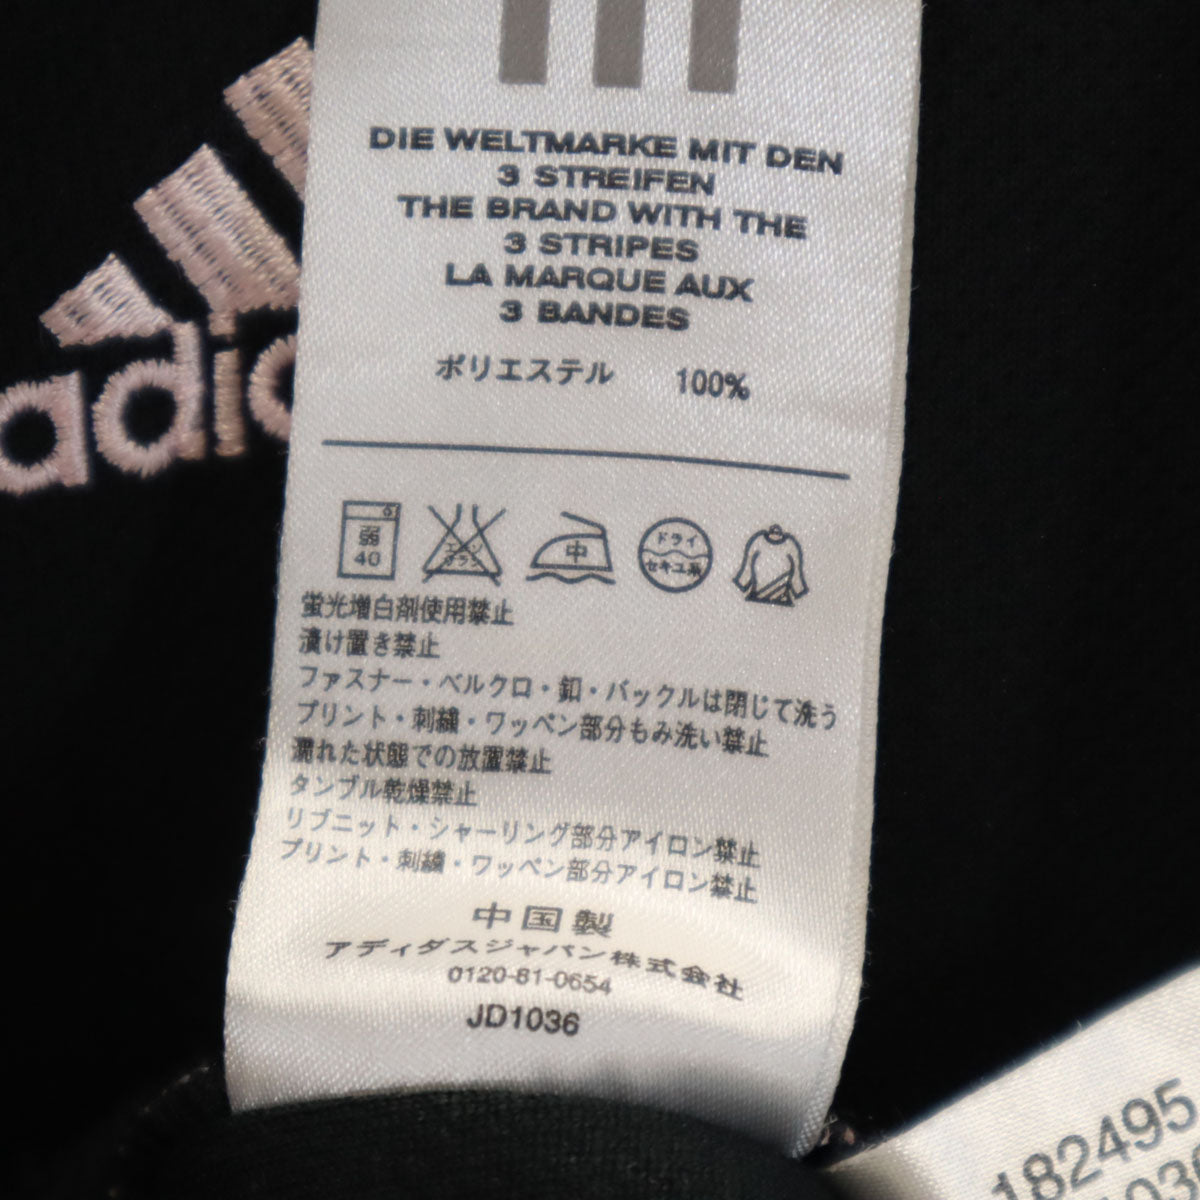 adid
DIE WELTMARKE MIT DEN
3 STREIFEN
THE BRAND WITH THE
3 STRIPES
LA MARQUE AUX
3 BANDES
ポリエステル 100%
弱
40
エンソ
サラシ
中
ドライ
セキユ系
蛍光増白剤使用禁止
漬け置き禁止
ファスナー・ベルクロ・釦・バックルは閉じて洗う
プリント・刺繍・ワッペン部分もみ洗い禁止
濡れた状態での放置禁止
タンブル乾燥禁止
リブニット・シャーリング部分アイロン禁止
プリント・刺繍・ワッペン部分アイロン禁止
中国製
アディダスジャパン株式会社
0120-81-0654
JD1036
182495